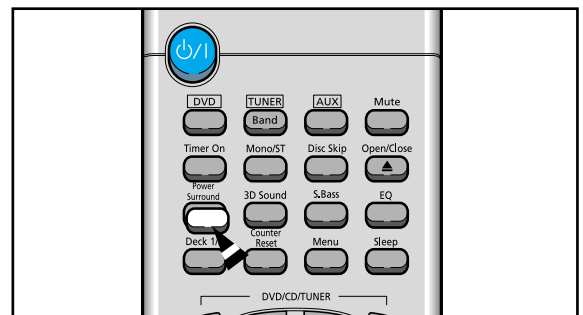 ⏻/I
DVD TUNER AUX Mute
Band
Timer On Mono/ST Disc Skip Open/Close
Power
Surround 3D Sound S.Bass EQ
Counter
Deck 1/ Reset Menu Sleep
DVD/CD/TUNER